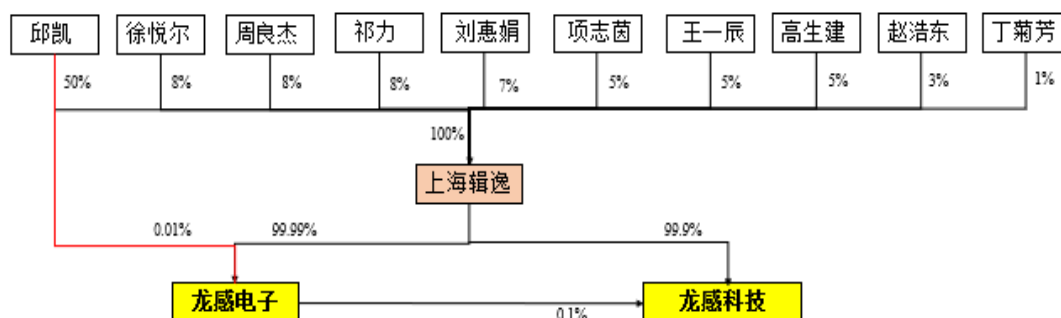 邱凯 徐悦尔 周良杰 祁力 刘惠娟 项志茵 王一辰 高生建 赵浩东 丁菊芳
50% 8% 8% 8% 7% 5% 5% 5% 3% 1%
100%
上海辑逸
0.01% 99.99% 99.9%
龙感电子 龙感科技
0.1%